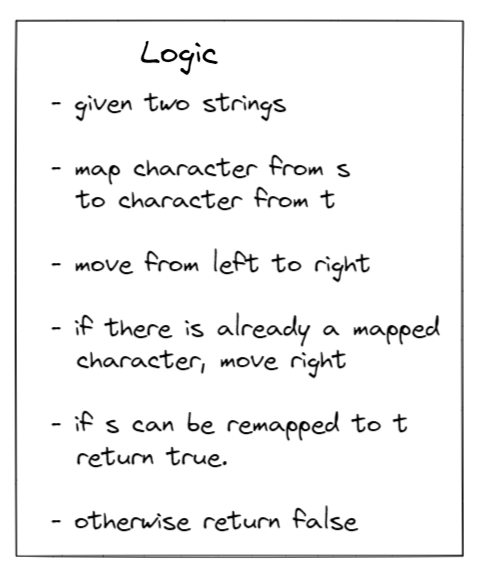 Logic
- given two strings
- map character from s
to character from t
- move from left to right
- if there is already a mapped
character, move right
- if s can be remapped to t
return true.
- otherwise return false